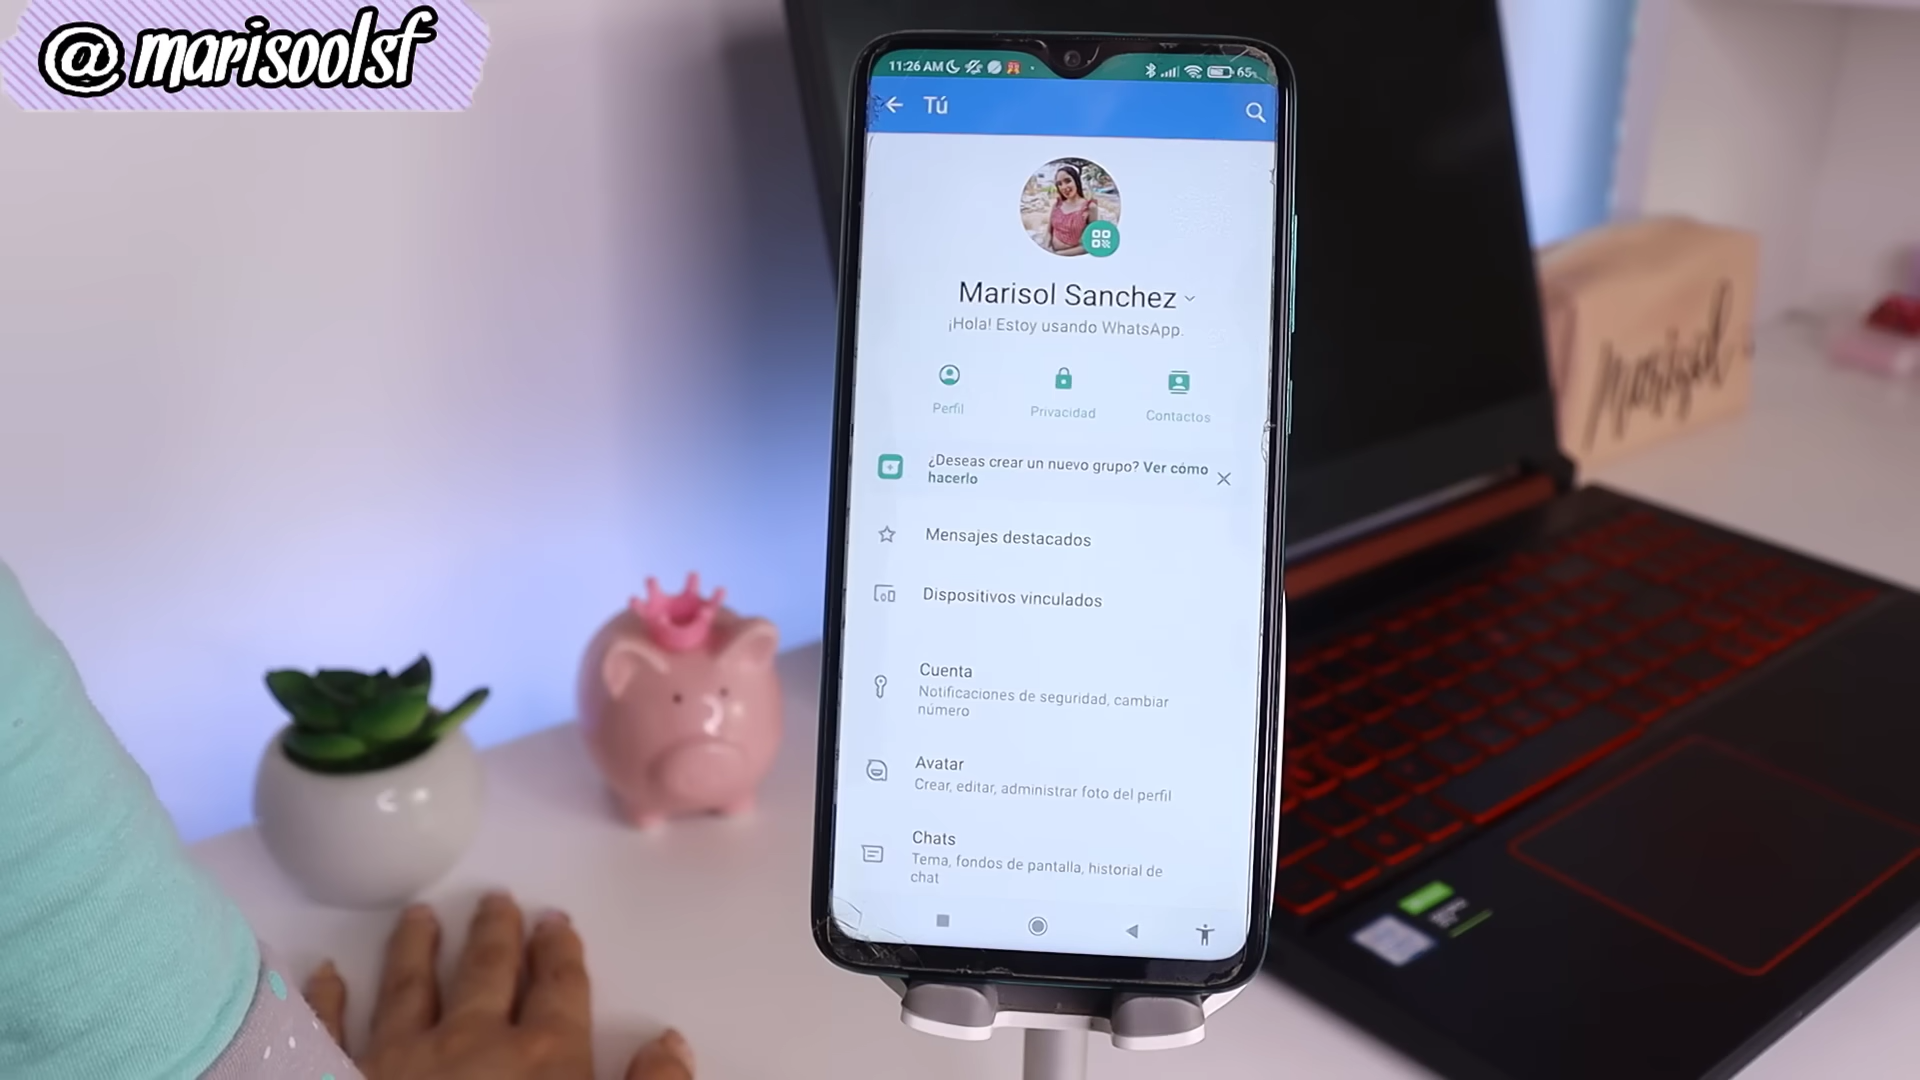 @marisoolsf
11:26 AM
65
Tú
Marisol Sanchez
¡Hola! Estoy usando WhatsApp.
Perfil
Privacidad
Contactos
¿Deseas crear un nuevo grupo? Ver cómo
hacerlo
Mensajes destacados
Dispositivos vinculados
Cuenta
Notificaciones de seguridad, cambiar
número
Avatar
Crear, editar, administrar foto del perfil
Chats
Tema, fondos de pantalla, historial de
chat
Marisol